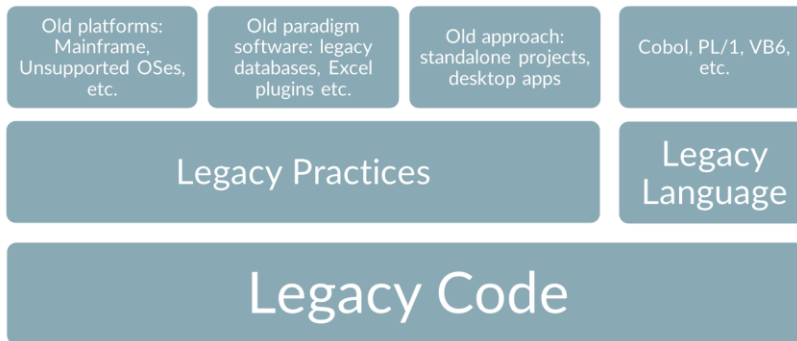 Old platforms:
Mainframe,
Unsupported OSes,
etc.
Old paradigm
software: legacy
databases, Excel
plugins etc.
Old approach:
standalone projects,
desktop apps
Cobol, PL/1, VB6,
etc.
Legacy Practices
Legacy
Language
Legacy Code